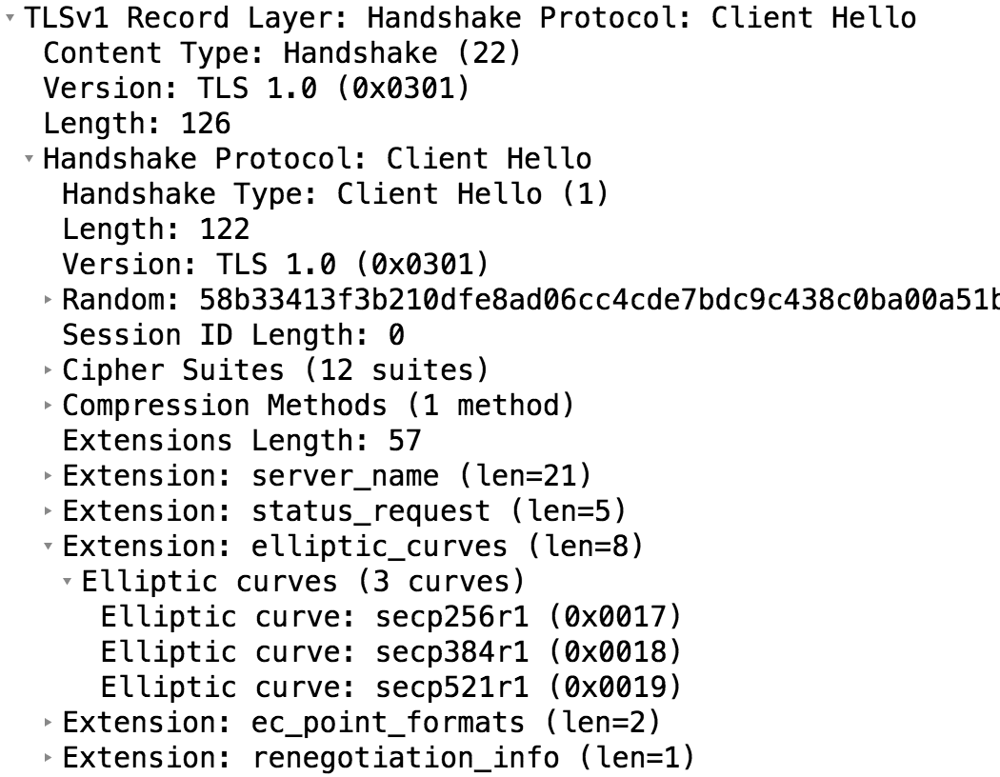 TLSv1 Record Layer: Handshake Protocol: Client Hello
Content Type: Handshake (22)
Version: TLS 1.0 (0x0301)
Length: 126
Handshake Protocol: Client Hello
Handshake Type: Client Hello (1)
Length: 122
Version: TLS 1.0 (0x0301)
Random: 58b33413f3b210dfe8ad06cc4cde7bdc9c438c0ba00a51b
Session ID Length: 0
Cipher Suites (12 suites)
Compression Methods (1 method)
Extensions Length: 57
Extension: server_name (len=21)
Extension: status_request (len=5)
Extension: elliptic_curves (len=8)
Elliptic curves (3 curves)
Elliptic curve: secp256r1 (0x0017)
Elliptic curve: secp384r1 (0x0018)
Elliptic curve: secp521r1 (0x0019)
Extension: ec_point_formats (len=2)
Extension: renegotiation_info (len=1)